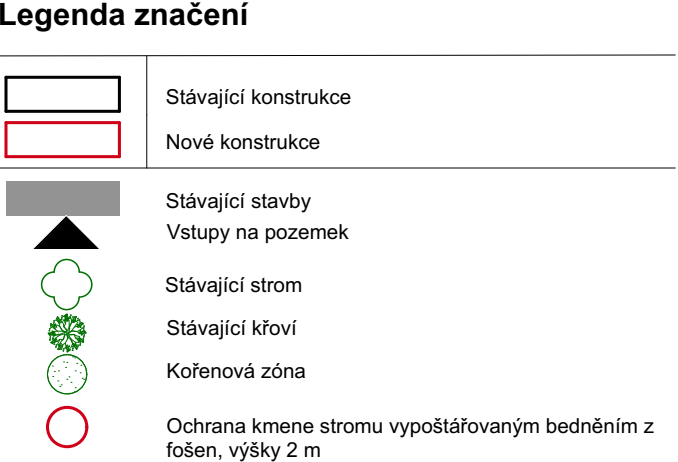 Legenda značení
Stávající konstrukce
Nové konstrukce
Stávající stavby
Vstupy na pozemek
Stávající strom
Stávající křoví
Kořenová zóna
Ochrana kmene stromu vypoštářovaným bedněním z
fošen, výšky 2 m